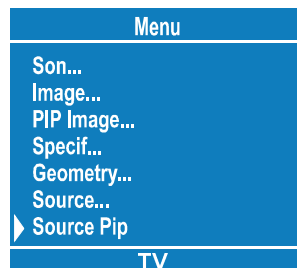 Menu
Son...
Image...
PIP Image...
Specif...
Geometry...
Source...
Source Pip
TV